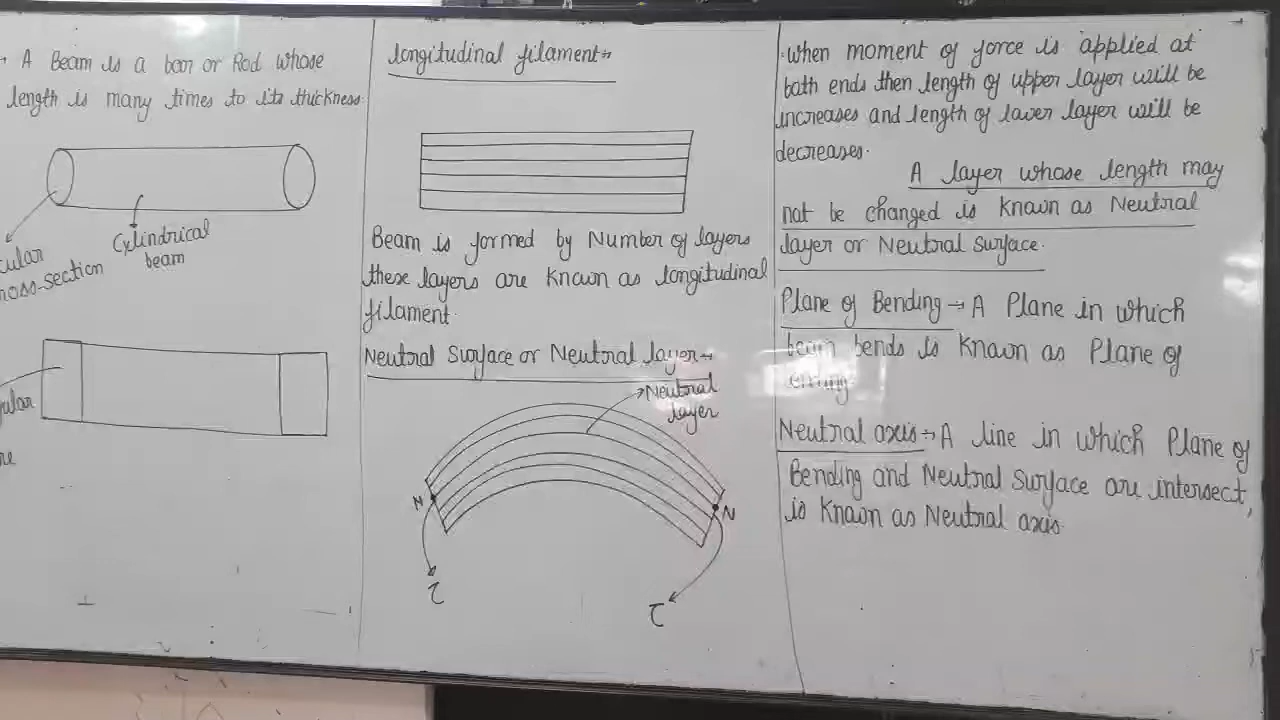 A Beam is a bar or Rod whose
length is many times to its thickness.
Cylindrical
beam
cross-section
longitudinal filament→
Beam is formed by Number of layers
these layers are known as longitudinal
filament.
Neutral Surface or Neutral layer→
Neutral
layer
N
N
τ
τ
when moment of force is applied at
both ends then length of upper layer will be
increases and length of lawer layer will be
decreases.
A layer whose length may
not be changed is known as Neutral
layer or Neutral surface.
Plane of Bending → A Plane in which
beam bends is known as Plane of
Neutral axis → A line in which Plane of
Bending and Neutral surface are intersect,
is known as Neutral axis